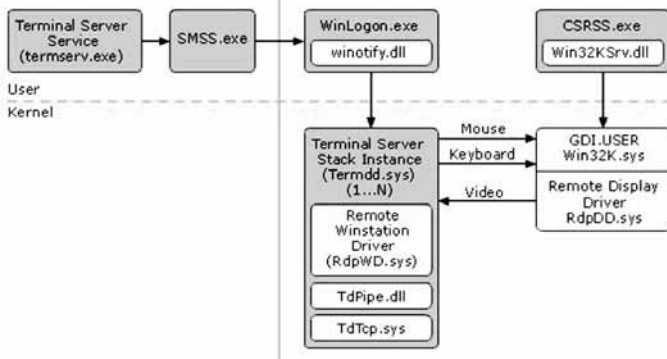 Terminal Server
Service
(termserv.exe)
SMSS.exe
WinLogon.exe
winotify.dll
CSRSS.exe
Win32KSrv.dll
User
Kernel
Terminal Server
Stack Instance
(Termdd.sys)
(1...N)
Remote
Winstation
Driver
(RdpWD.sys)
TdPipe.dll
TdTcp.sys
Mouse
Keyboard
Video
GDI.USER
Win32K.sys
Remote Display
Driver
RdpDD.sys